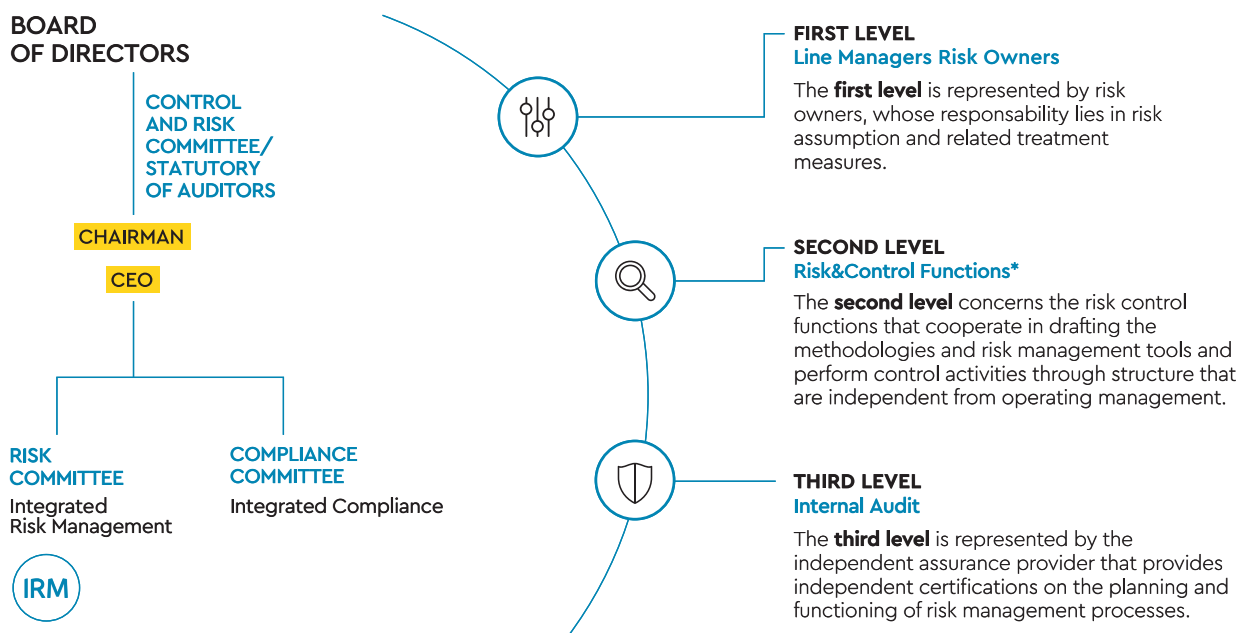 BOARD
OF DIRECTORS
CONTROL
AND RISK
COMMITTEE/
STATUTORY
OF AUDITORS
CHAIRMAN
CEO
RISK
COMMITTEE
Integrated
Risk Management
IRM
COMPLIANCE
COMMITTEE
Integrated Compliance
FIRST LEVEL
Line Managers Risk Owners
The first level is represented by risk
owners, whose responsability lies in risk
assumption and related treatment
measures.
SECOND LEVEL
Risk&Control Functions*
The second level concerns the risk control
functions that cooperate in drafting the
methodologies and risk management tools and
perform control activities through structure that
are independent from operating management.
THIRD LEVEL
Internal Audit
The third level is represented by the
independent assurance provider that provides
independent certifications on the planning and
functioning of risk management processes.